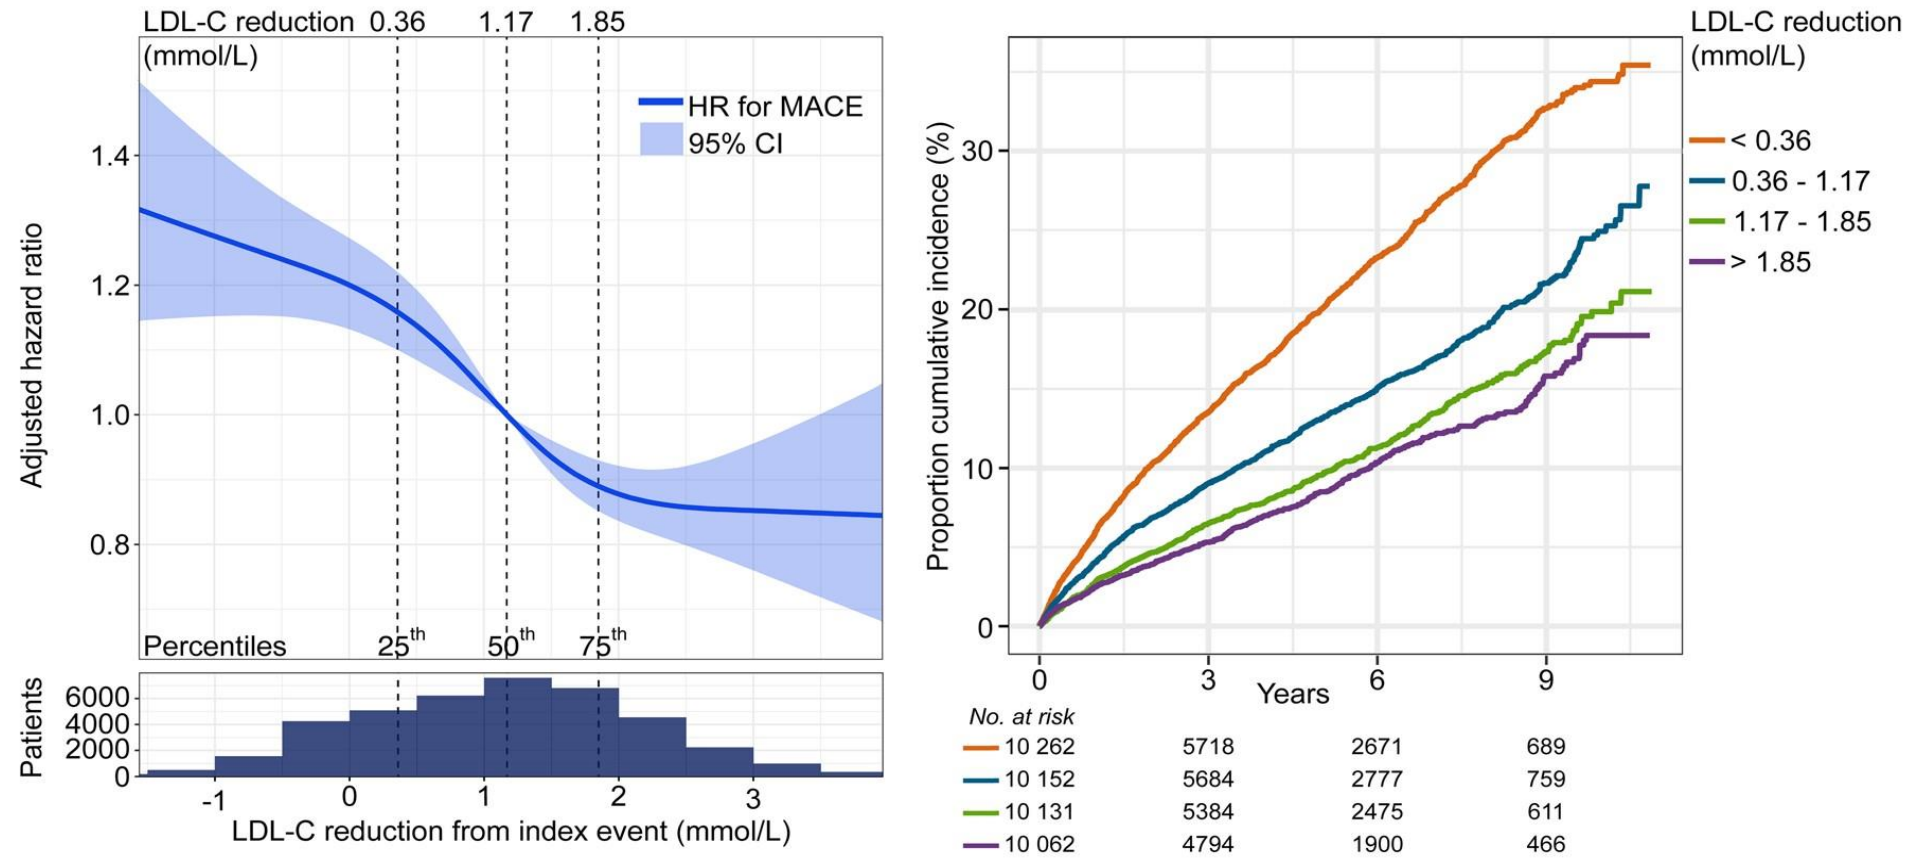 LDL-C reduction 0.36 1.17 1.85
(mmol/L)
HR for MACE
95% CI
1.4
1.2
1.0
0.8
Adjusted hazard ratio
Percentiles 25th 50th 75th
Patients
6000
4000
2000
0
-1 0 1 2 3
LDL-C reduction from index event (mmol/L)
Proportion cumulative incidence (%)
30
20
10
0
0 3 6 9
Years
LDL-C reduction
(mmol/L)
< 0.36
0.36 - 1.17
1.17 - 1.85
> 1.85
No. at risk
10 262 5718 2671 689
10 152 5684 2777 759
10 131 5384 2475 611
10 062 4794 1900 466